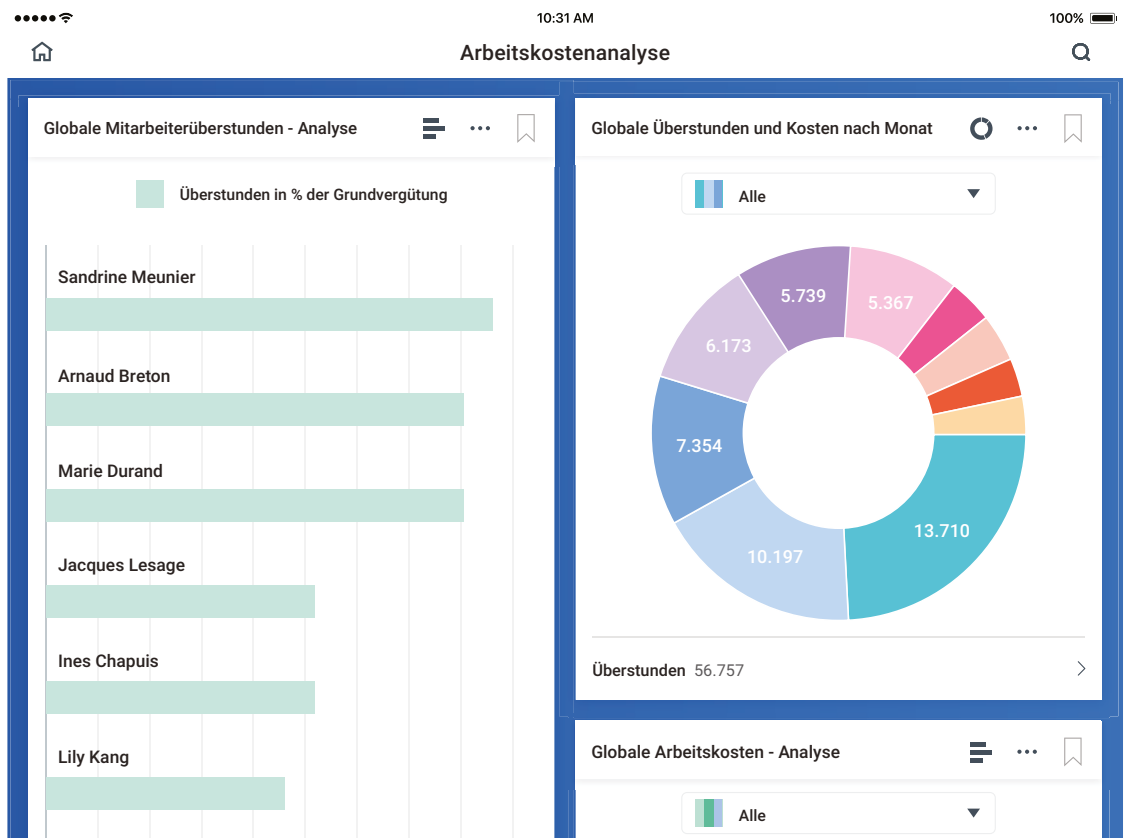 10:31 AM
100%
Arbeitskostenanalyse
Globale Mitarbeiterüberstunden - Analyse
Überstunden in % der Grundvergütung
Sandrine Meunier
Arnaud Breton
Marie Durand
Jacques Lesage
Ines Chapuis
Lily Kang
Globale Überstunden und Kosten nach Monat
Alle
5.739
5.367
6.173
7.354
13.710
10.197
Überstunden 56.757
Globale Arbeitskosten - Analyse
Alle